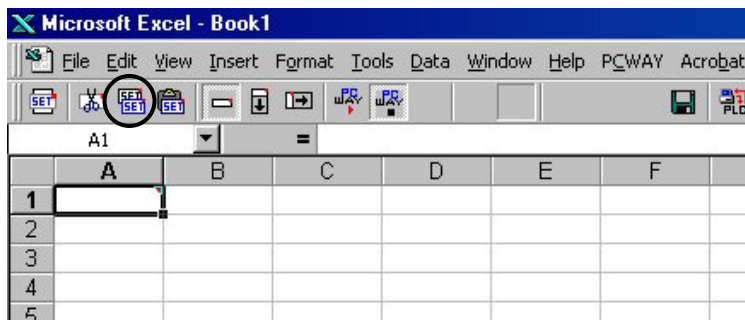 Microsoft Excel - Book1
File Edit View Insert Format Tools Data Window Help PCWAY Acrobat
SET SET SET SET PC WAY PC WAY
A1 =
A B C D E F
1
2
3
4
5